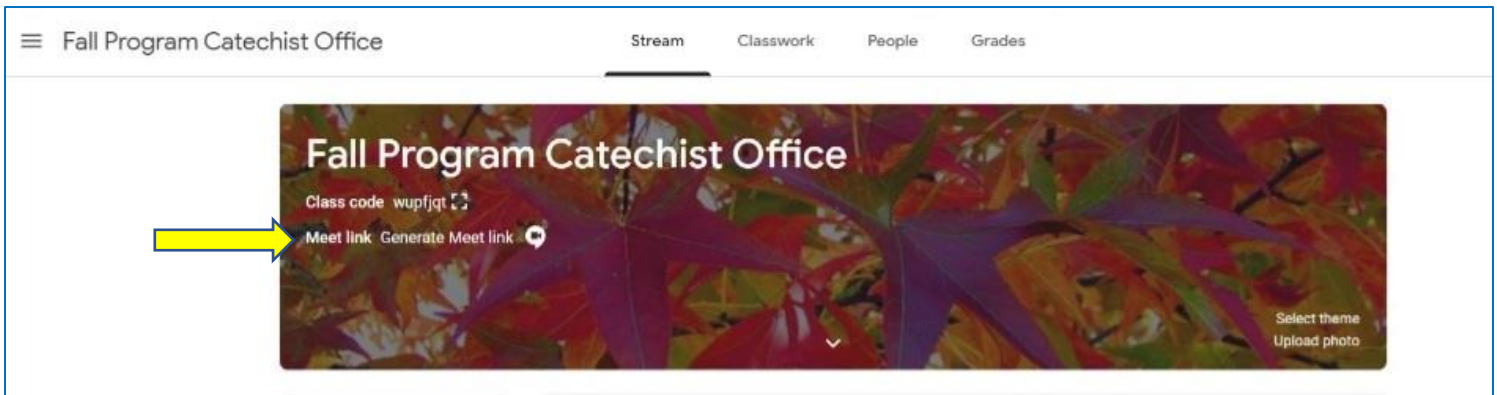 Fall Program Catechist Office
Stream Classwork People Grades
Fall Program Catechist Office
Class code wupfjqt
Meet link Generate Meet link
Select theme
Upload photo